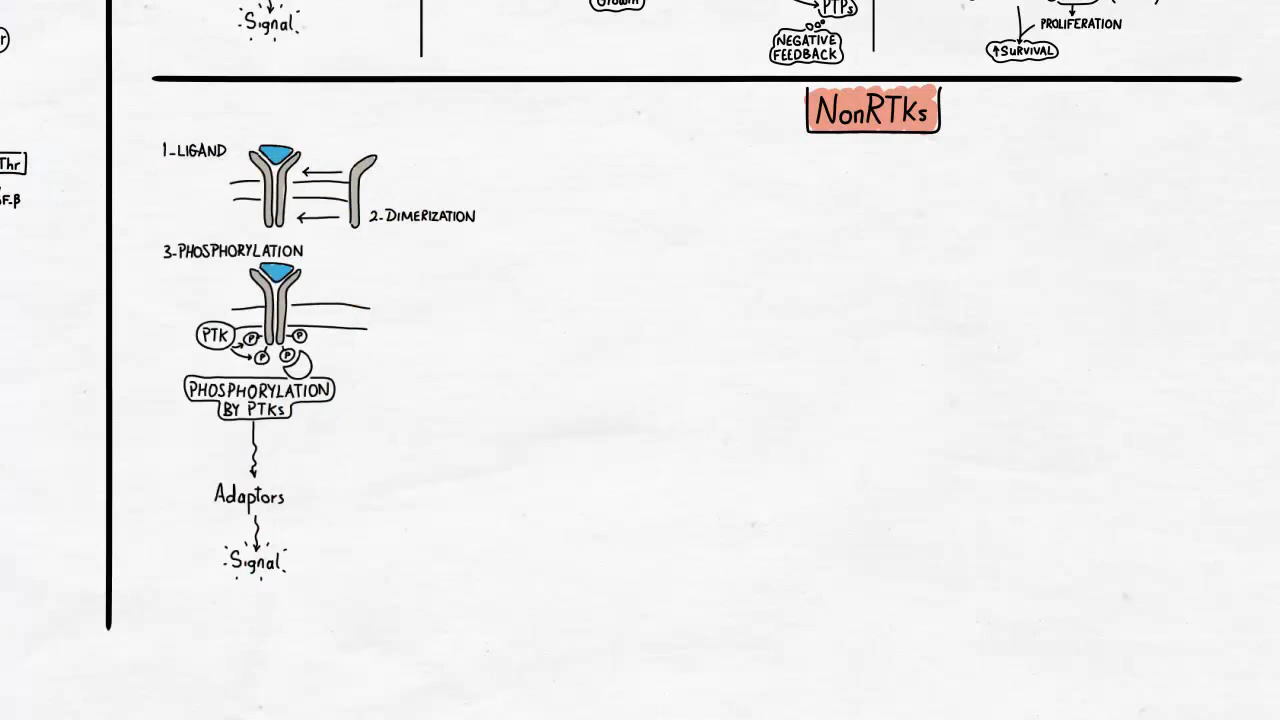 Signal
Growth
PTPs
NEGATIVE
FEEDBACK
PROLIFERATION
↑SURVIVAL
NonRTKs
Thr
F-β
1-LIGAND
2-DIMERIZATION
3-PHOSPHORYLATION
PTK
P P
P P
PHOSPHORYLATION
BY PTKs
Adaptors
Signal